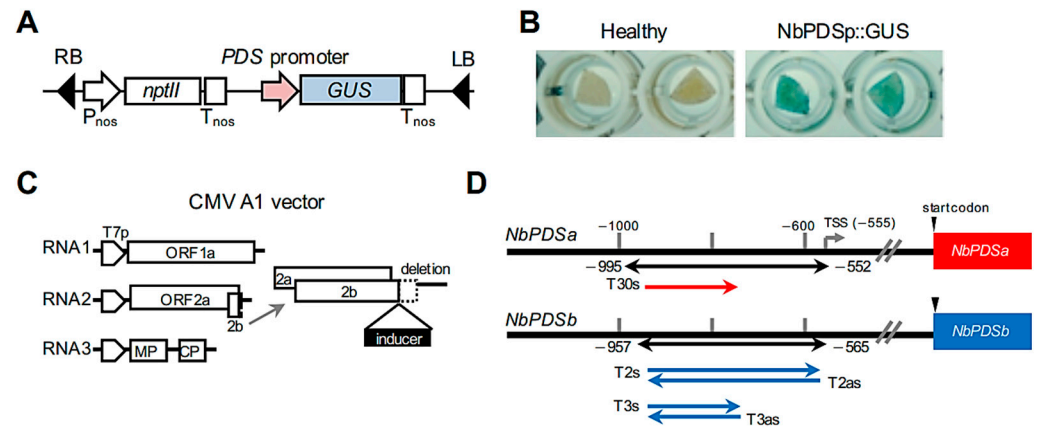 A
RB
PDS promoter
LB
nptII
GUS
Pnos
Tnos
Tnos
B
Healthy
NbPDSp::GUS
C
CMV A1 vector
T7p
RNA1
ORF1a
RNA2
ORF2a
2b
RNA3
MP
CP
2a
2b
deletion
inducer
D
startcodon
−1000
−600
TSS (−555)
NbPDSa
NbPDSa
−995
−552
T30s
NbPDSb
NbPDSb
−957
−565
T2s
T2as
T3s
T3as